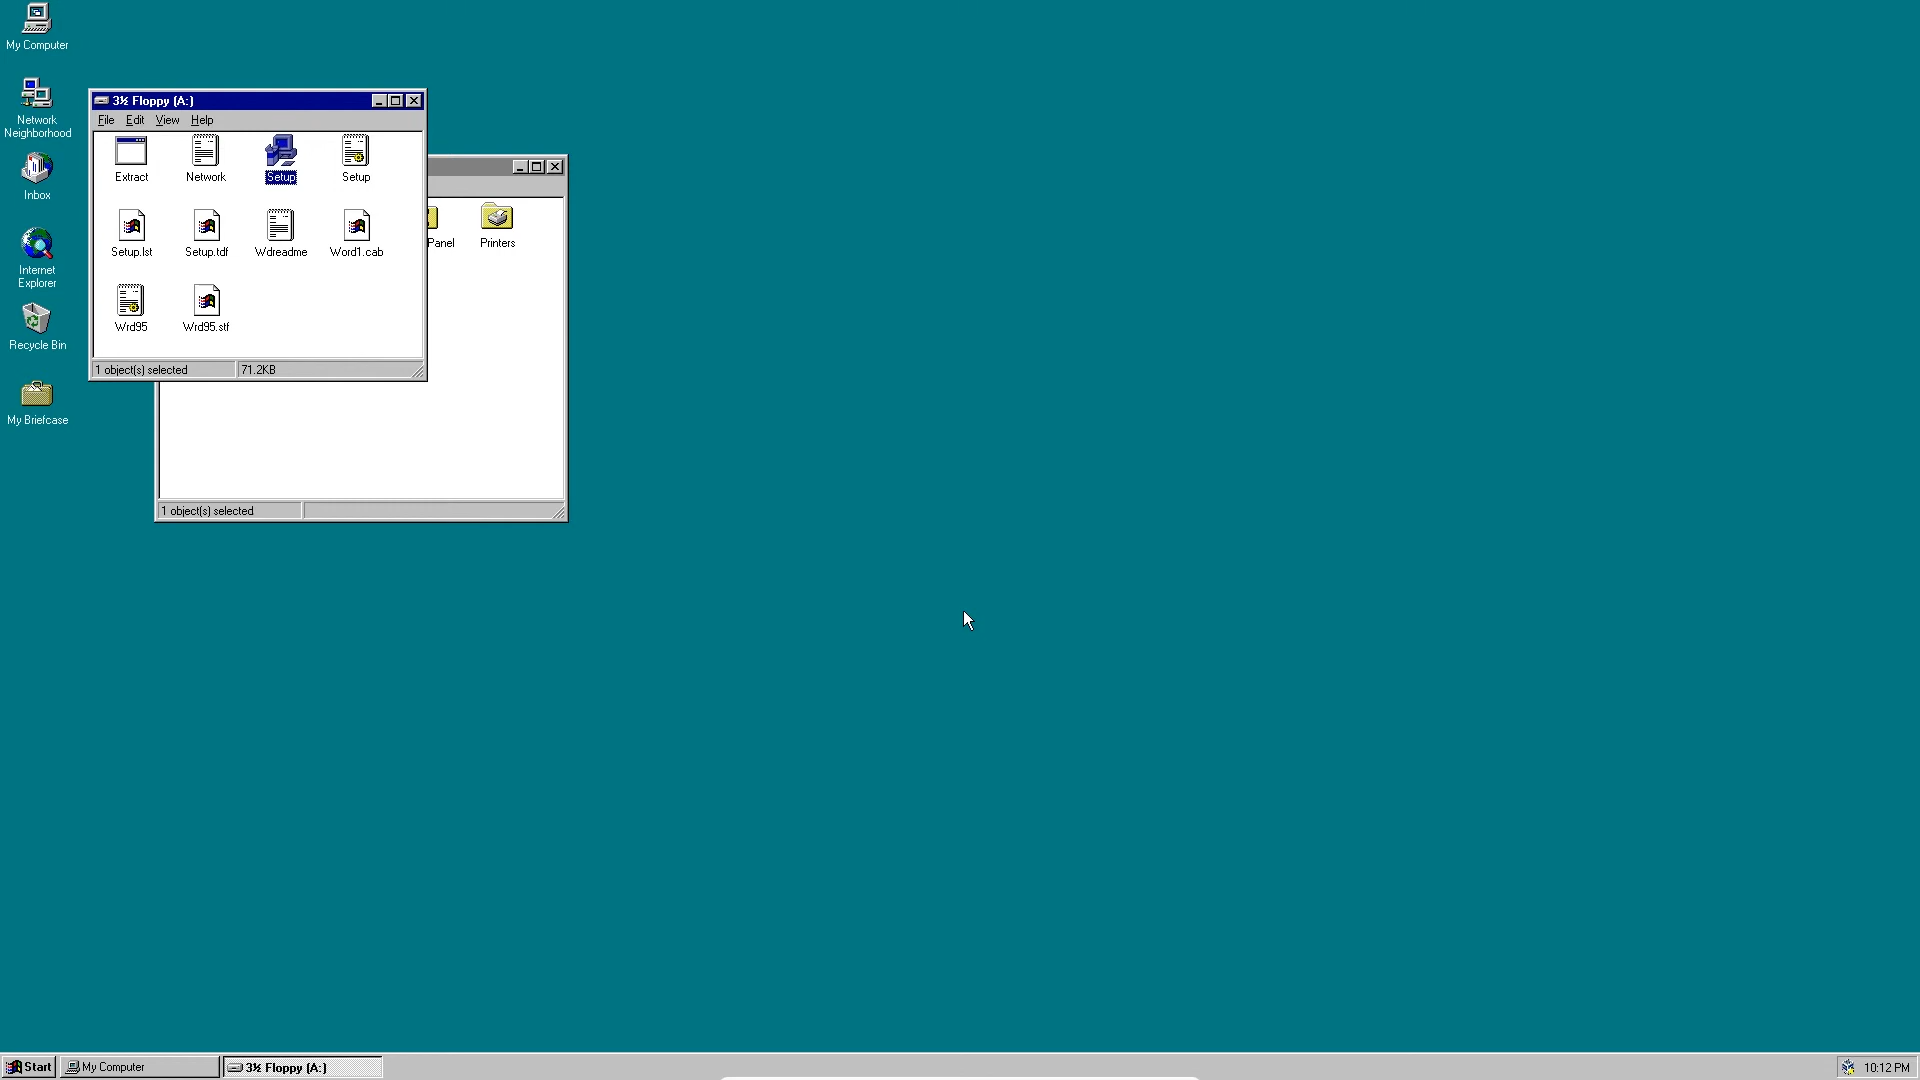 My Computer
Network
Neighborhood
Inbox
Internet
Explorer
Recycle Bin
My Briefcase
3½ Floppy (A:)
File Edit View Help
Extract Network Setup Setup
Setup.lst Setup.tdf Wdreadme Word1.cab
Wrd95 Wrd95.stf
1 object(s) selected 71.2KB
Panel Printers
1 object(s) selected
Start My Computer 3½ Floppy (A:) 10:12 PM